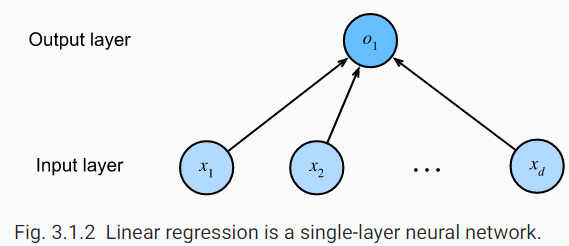 Output layer
o1
Input layer
x1 x2 ... xd
Fig. 3.1.2 Linear regression is a single-layer neural network.